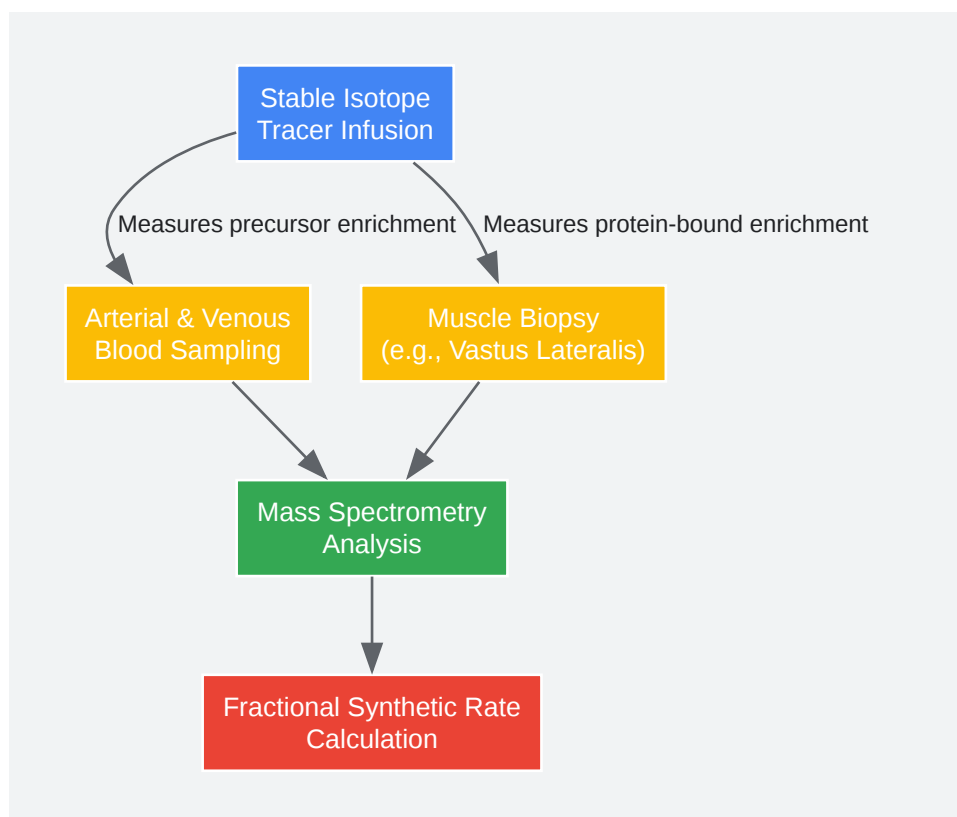 Stable Isotope
Tracer Infusion
Measures precursor enrichment
Measures protein-bound enrichment
Arterial & Venous
Blood Sampling
Muscle Biopsy
(e.g., Vastus Lateralis)
Mass Spectrometry
Analysis
Fractional Synthetic Rate
Calculation